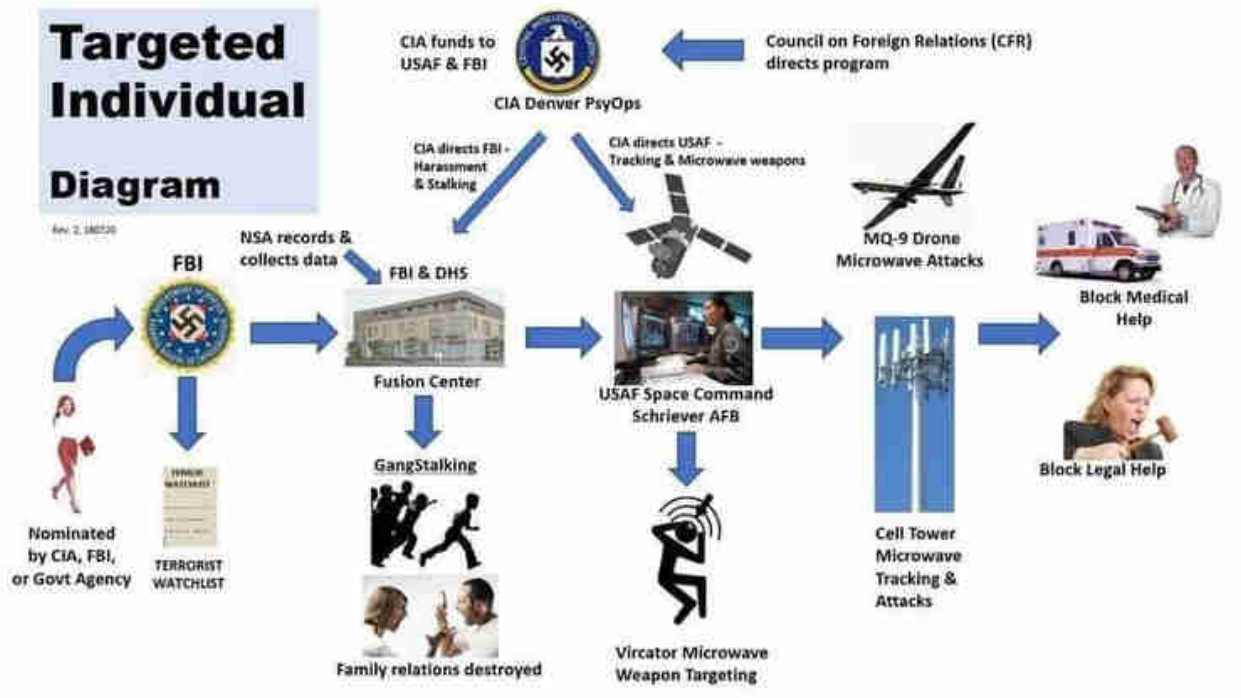 Targeted
Individual
Diagram
CIA funds to
USAF & FBI
CIA Denver PsyOps
Council on Foreign Relations (CFR)
directs program
CIA directs FBI -
Harassment
& Stalking
CIA directs USAF -
Tracking & Microwave weapons
NSA records &
collects data
FBI
FBI & DHS
Fusion Center
USAF Space Command
Schriever AFB
MQ-9 Drone
Microwave Attacks
Block Medical
Help
Block Legal Help
Nominated
by CIA, FBI,
or Govt Agency
WATCHLIST
TERRORIST
WATCHLIST
GangStalking
Family relations destroyed
Vircator Microwave
Weapon Targeting
Cell Tower
Microwave
Tracking &
Attacks